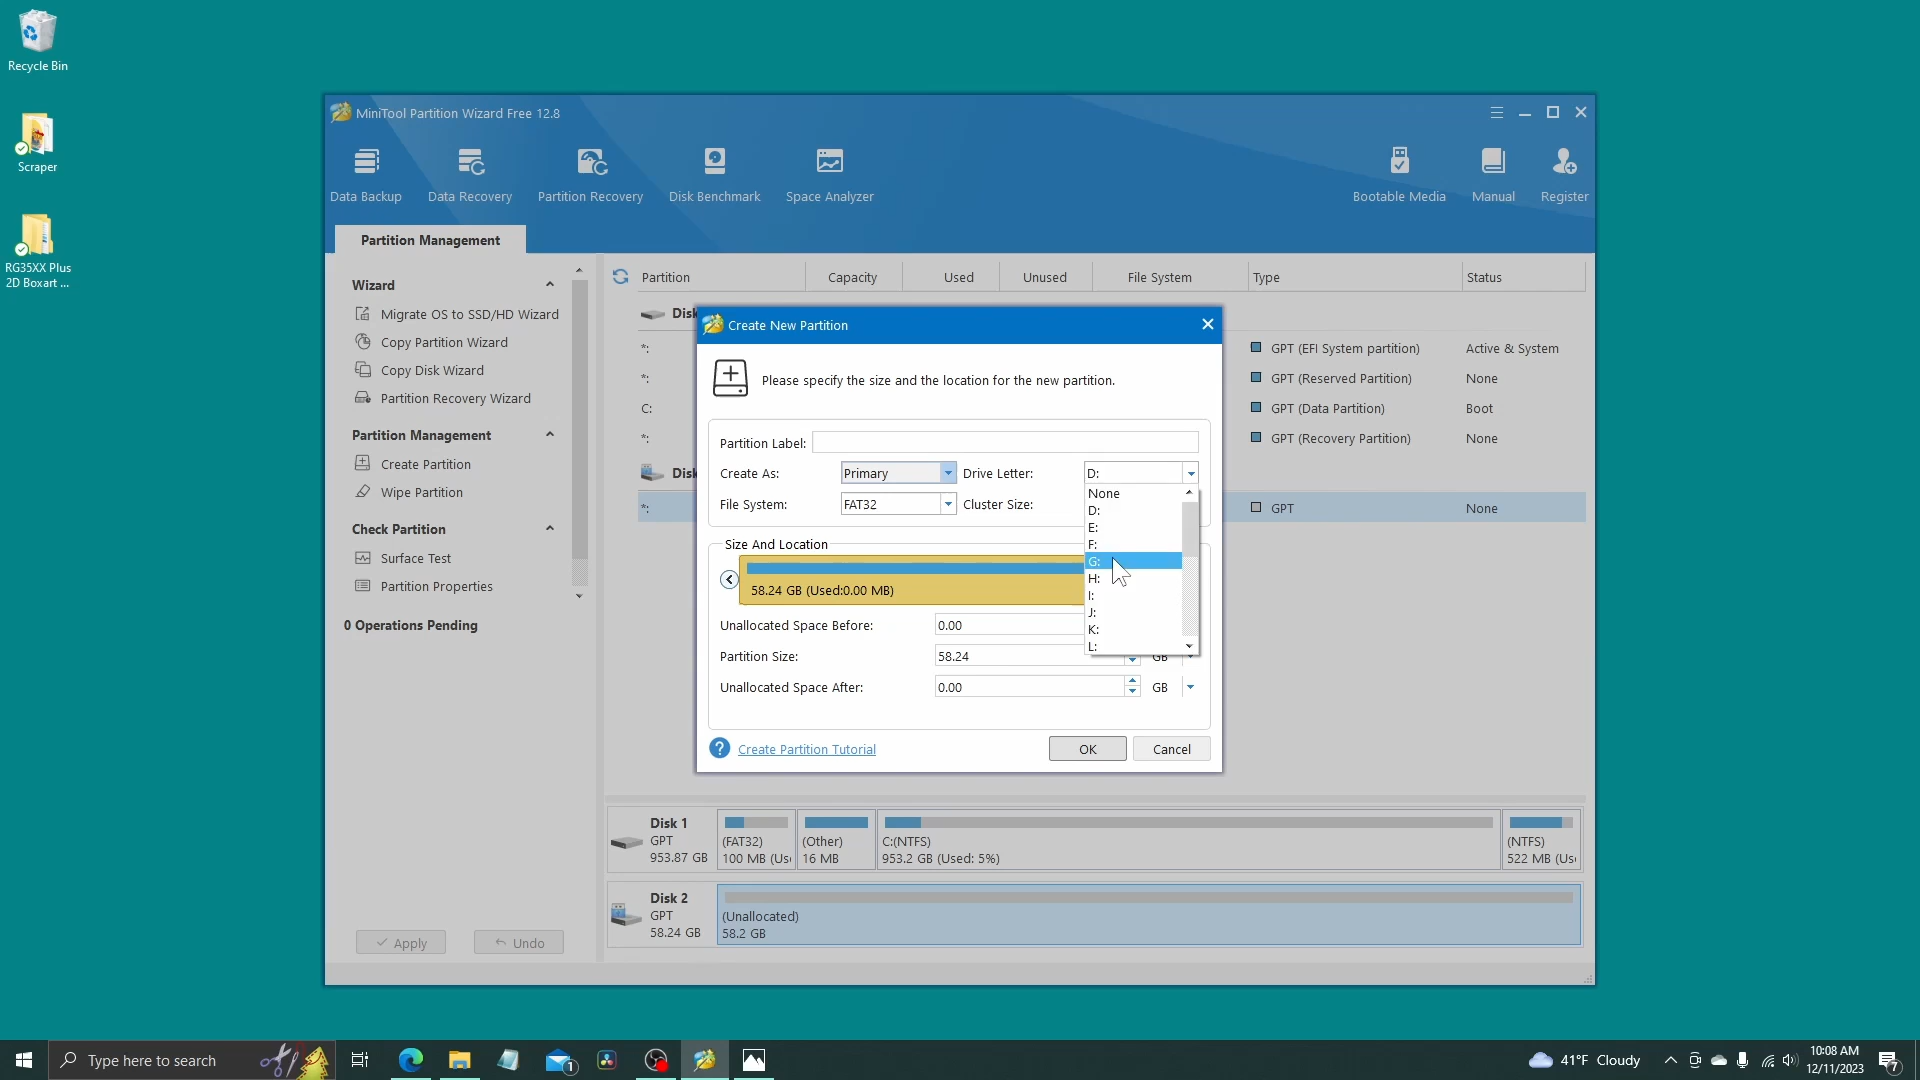 Recycle Bin
Scraper
RG35XX Plus
2D Boxart ...
MiniTool Partition Wizard Free 12.8
Data Backup
Data Recovery
Partition Recovery
Disk Benchmark
Space Analyzer
Bootable Media
Manual
Register
Partition Management
Wizard
Migrate OS to SSD/HD Wizard
Copy Partition Wizard
Copy Disk Wizard
Partition Recovery Wizard
Partition Management
Create Partition
Wipe Partition
Check Partition
Surface Test
Partition Properties
0 Operations Pending
Apply
Undo
Partition Capacity Used Unused File System Type Status
Disk
*: GPT (EFI System partition) Active & System
*: GPT (Reserved Partition) None
C: GPT (Data Partition) Boot
*: GPT (Recovery Partition) None
Disk
*: GPT None
Create New Partition
Please specify the size and the location for the new partition.
Partition Label:
Create As: Primary Drive Letter: D:
File System: FAT32 Cluster Size:
None
D:
E:
F:
G:
H:
I:
J:
K:
L:
Size And Location
58.24 GB (Used:0.00 MB)
Unallocated Space Before: 0.00
Partition Size: 58.24 GB
Unallocated Space After: 0.00 GB
Create Partition Tutorial
OK
Cancel
Disk 1
GPT
953.87 GB
(FAT32)
100 MB (Us
(Other)
16 MB
C:(NTFS)
953.2 GB (Used: 5%)
(NTFS)
522 MB (Us
Disk 2
GPT
58.24 GB
(Unallocated)
58.2 GB
Type here to search
1
41°F Cloudy
10:08 AM
12/11/2023
7